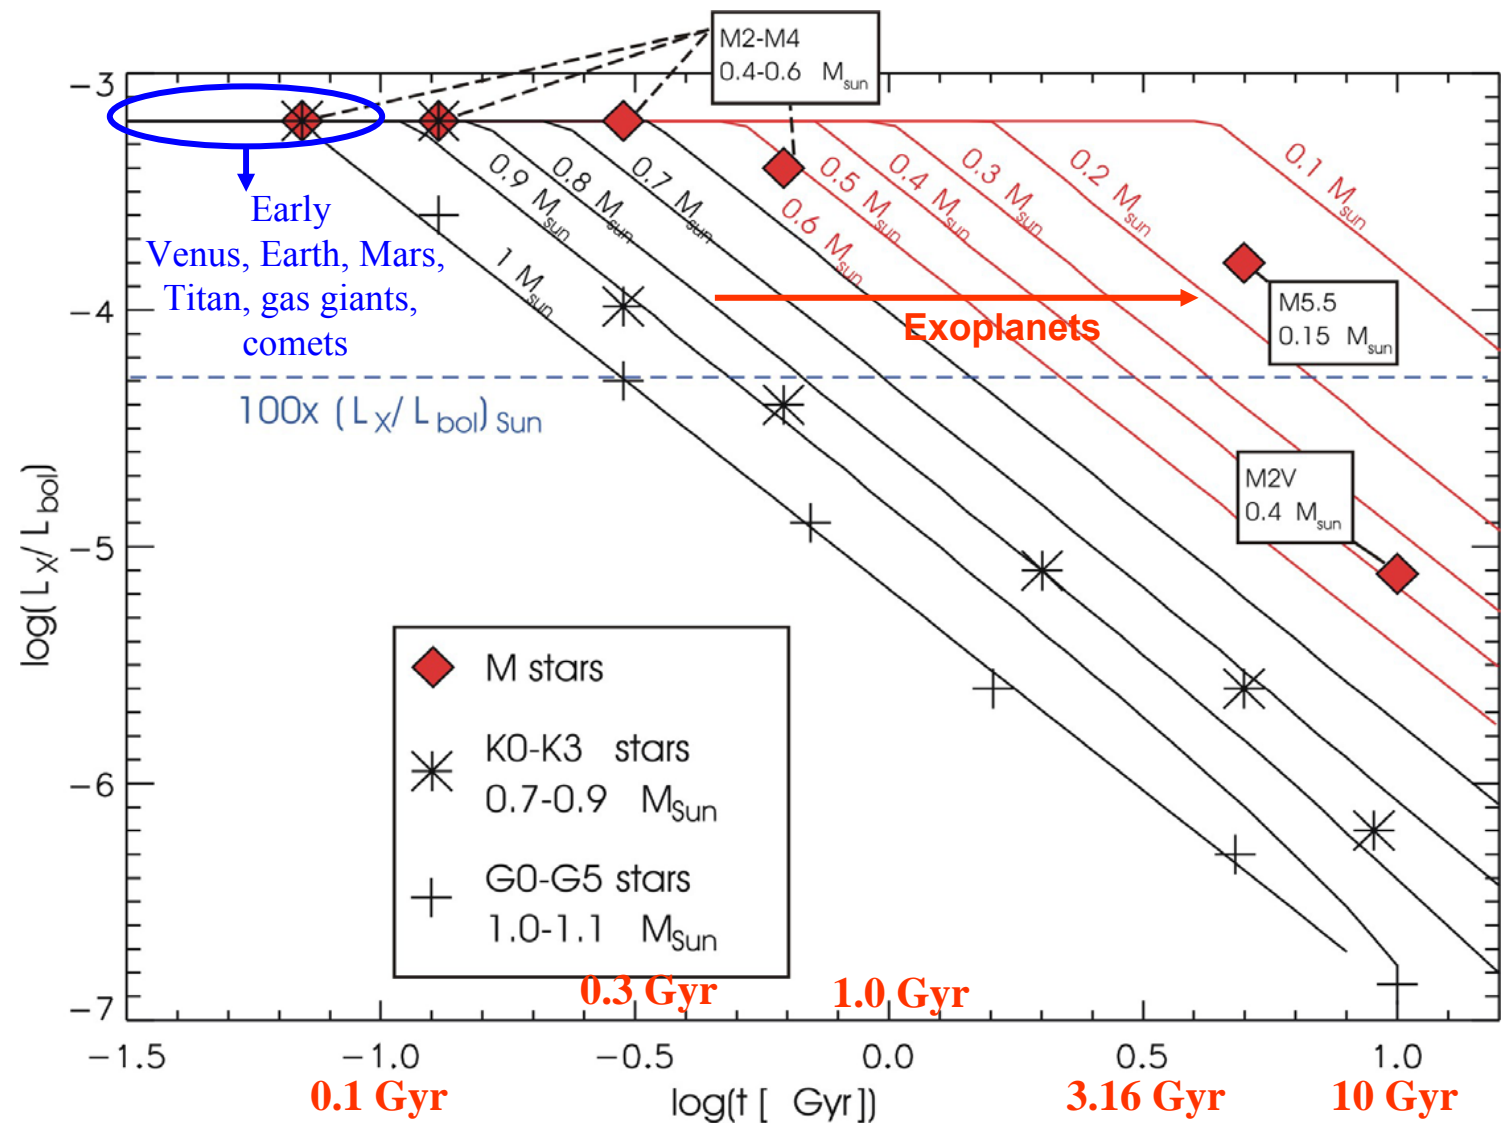 M2-M4
0.4-0.6 Msun
−3
−4
−5
−6
−7
log(LX/Lbol)
Early
Venus, Earth, Mars,
Titan, gas giants,
comets
1 Msun
0.9 Msun
0.8 Msun
0.7 Msun
0.6 Msun
0.5 Msun
0.4 Msun
0.3 Msun
0.2 Msun
0.1 Msun
Exoplanets
M5.5
0.15 Msun
100x (LX/Lbol)Sun
M2V
0.4 Msun
M stars
K0-K3 stars
0.7-0.9 MSun
G0-G5 stars
1.0-1.1 MSun
0.3 Gyr
1.0 Gyr
−1.5
−1.0
−0.5
0.0
0.5
1.0
0.1 Gyr
log(t [ Gyr])
3.16 Gyr
10 Gyr